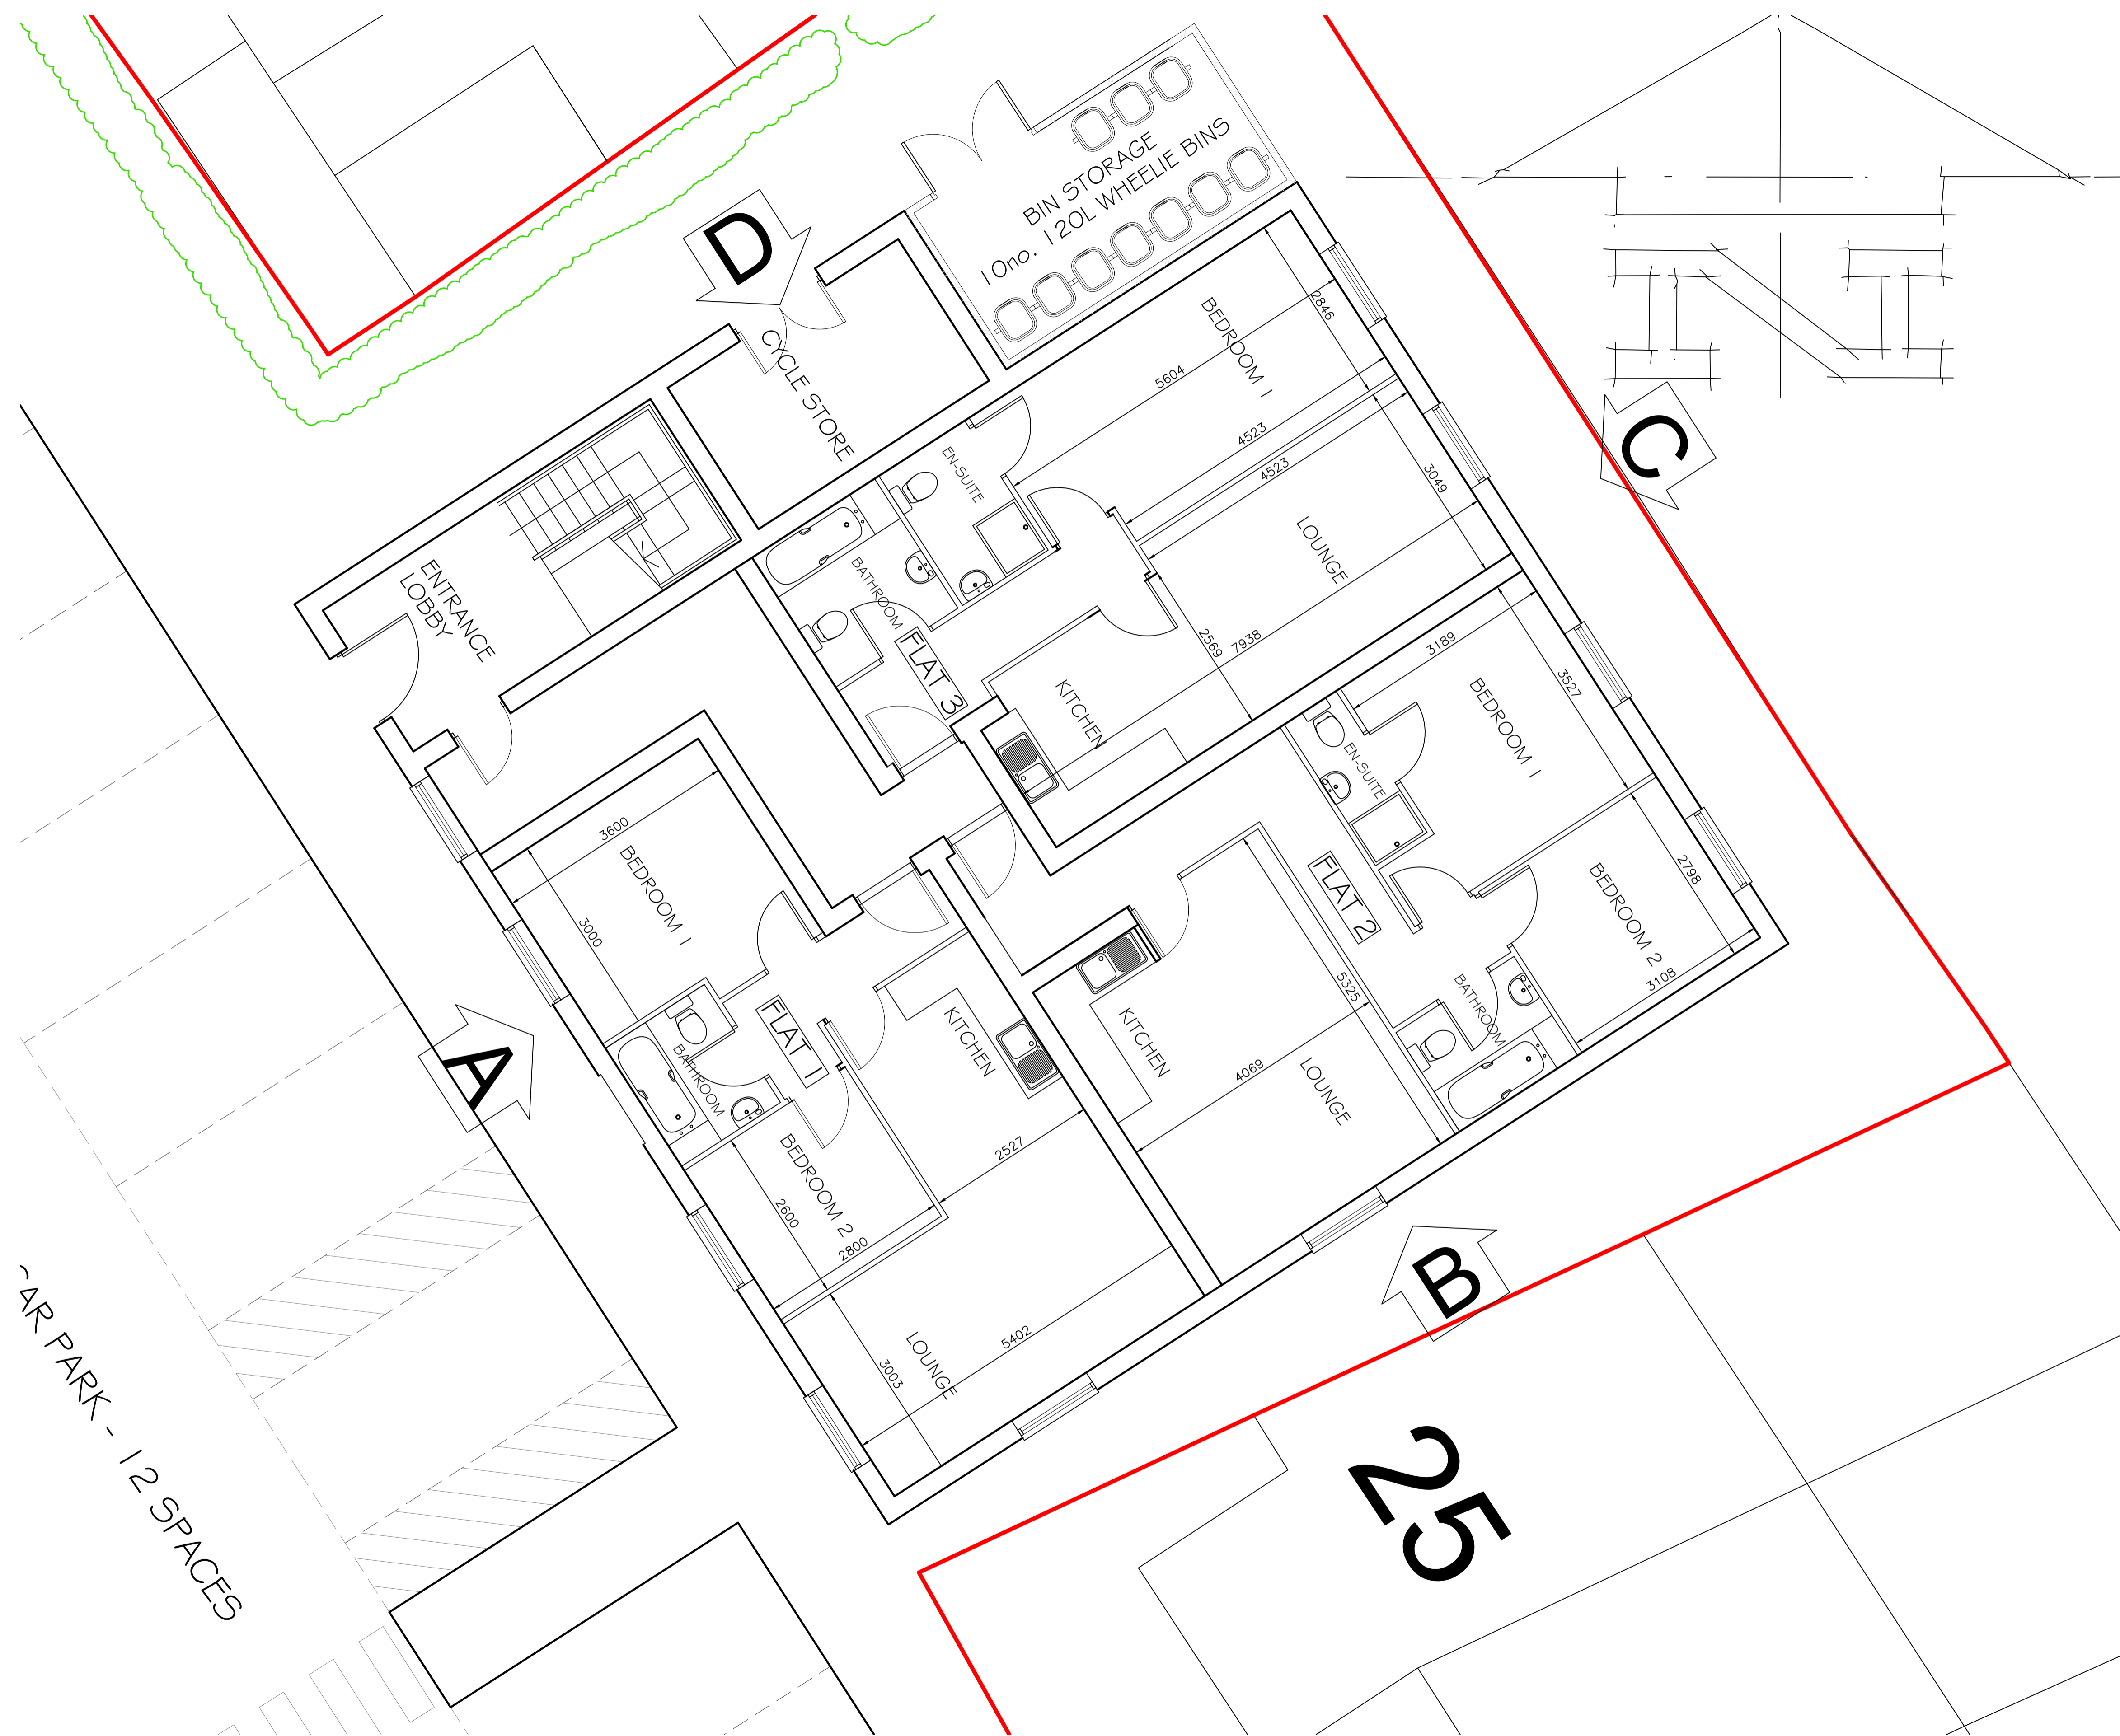 BIN STORAGE
10no. 120L WHEELIE BINS
D
CYCLE STORE
ENTRANCE
LOBBY
BEDROOM 1
2846
5604
4523
4523
EN-SUITE
BATHROOM
FLAT 3
LOUNGE
3049
2569
7938
KITCHEN
C
N
3189
3527
BEDROOM 1
EN-SUITE
FLAT 2
BEDROOM 2
2798
3108
BATHROOM
5325
4069
KITCHEN
LOUNGE
3600
BEDROOM 1
3000
FLAT 1
BATHROOM
KITCHEN
2527
BEDROOM 2
2600
2800
5402
3003
LOUNGE
A
B
25
CAR PARK - 12 SPACES